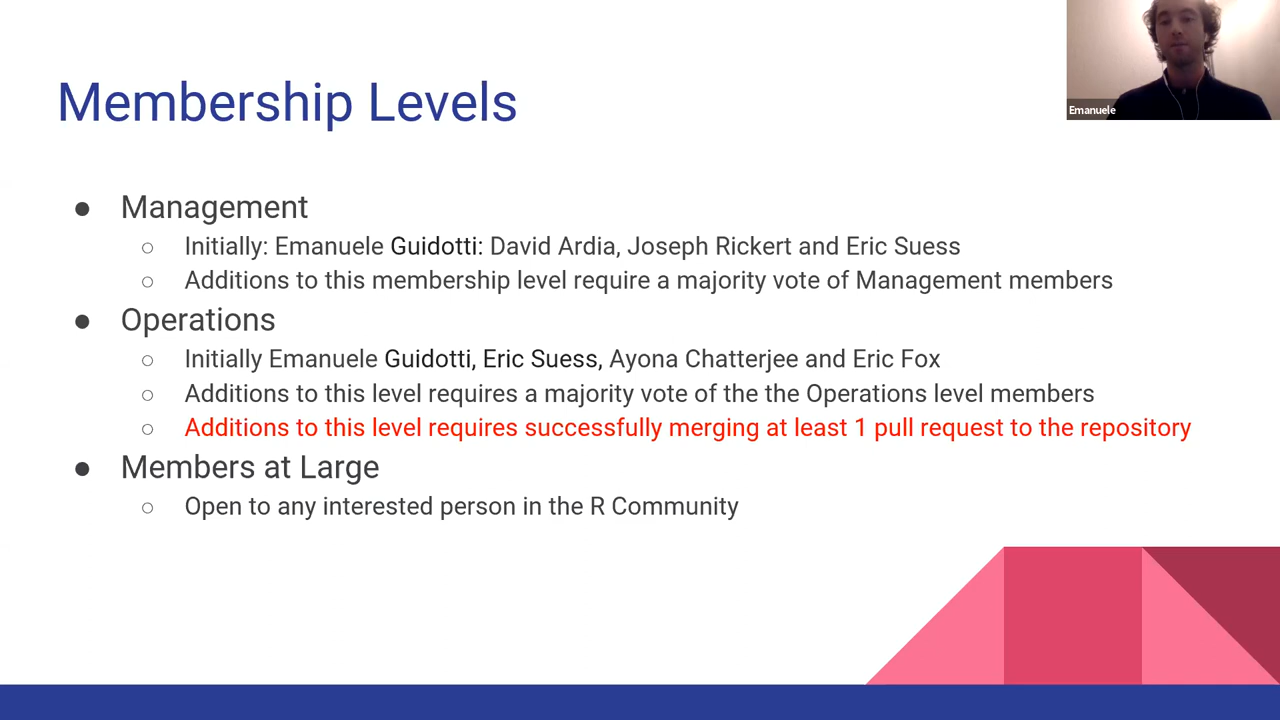 Emanuele
Membership Levels
● Management
○ Initially: Emanuele Guidotti: David Ardia, Joseph Rickert and Eric Suess
○ Additions to this membership level require a majority vote of Management members
● Operations
○ Initially Emanuele Guidotti, Eric Suess, Ayona Chatterjee and Eric Fox
○ Additions to this level requires a majority vote of the the Operations level members
○ Additions to this level requires successfully merging at least 1 pull request to the repository
● Members at Large
○ Open to any interested person in the R Community